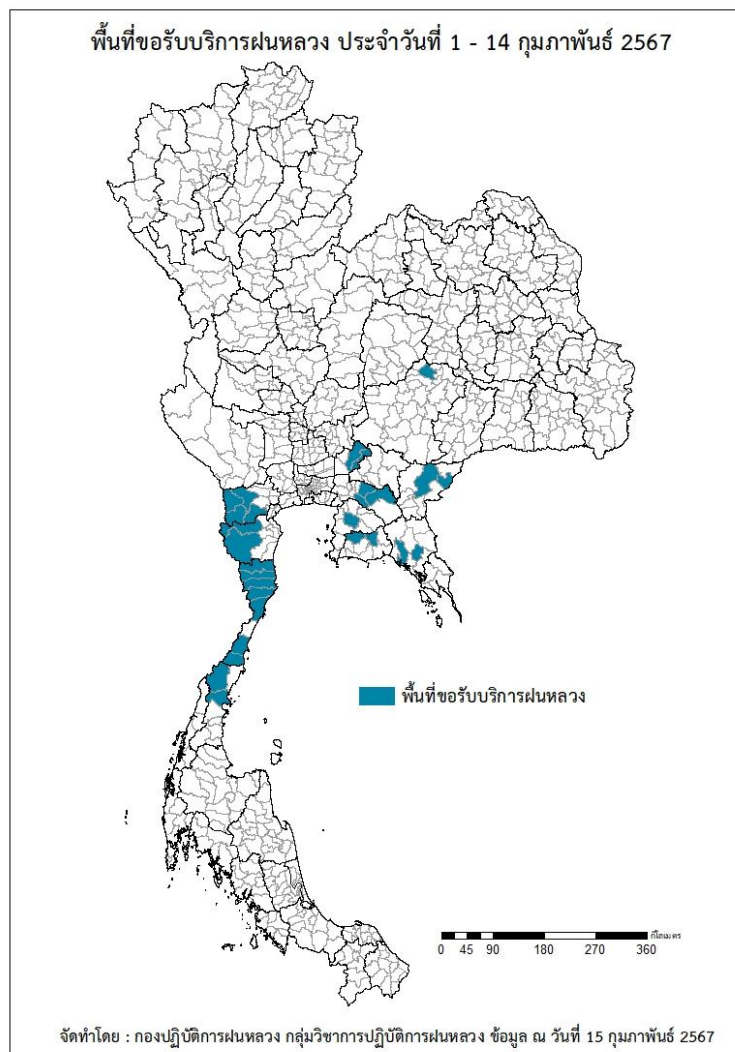 พื้นที่ขอรับบริการฝนหลวง ประจำวันที่ 1 - 14 กุมภาพันธ์ 2567
พื้นที่ขอรับบริการฝนหลวง
กิโลเมตร
0 45 90 180 270 360
จัดทำโดย : กองปฏิบัติการฝนหลวง กลุ่มวิชาการปฏิบัติการฝนหลวง ข้อมูล ณ วันที่ 15 กุมภาพันธ์ 2567